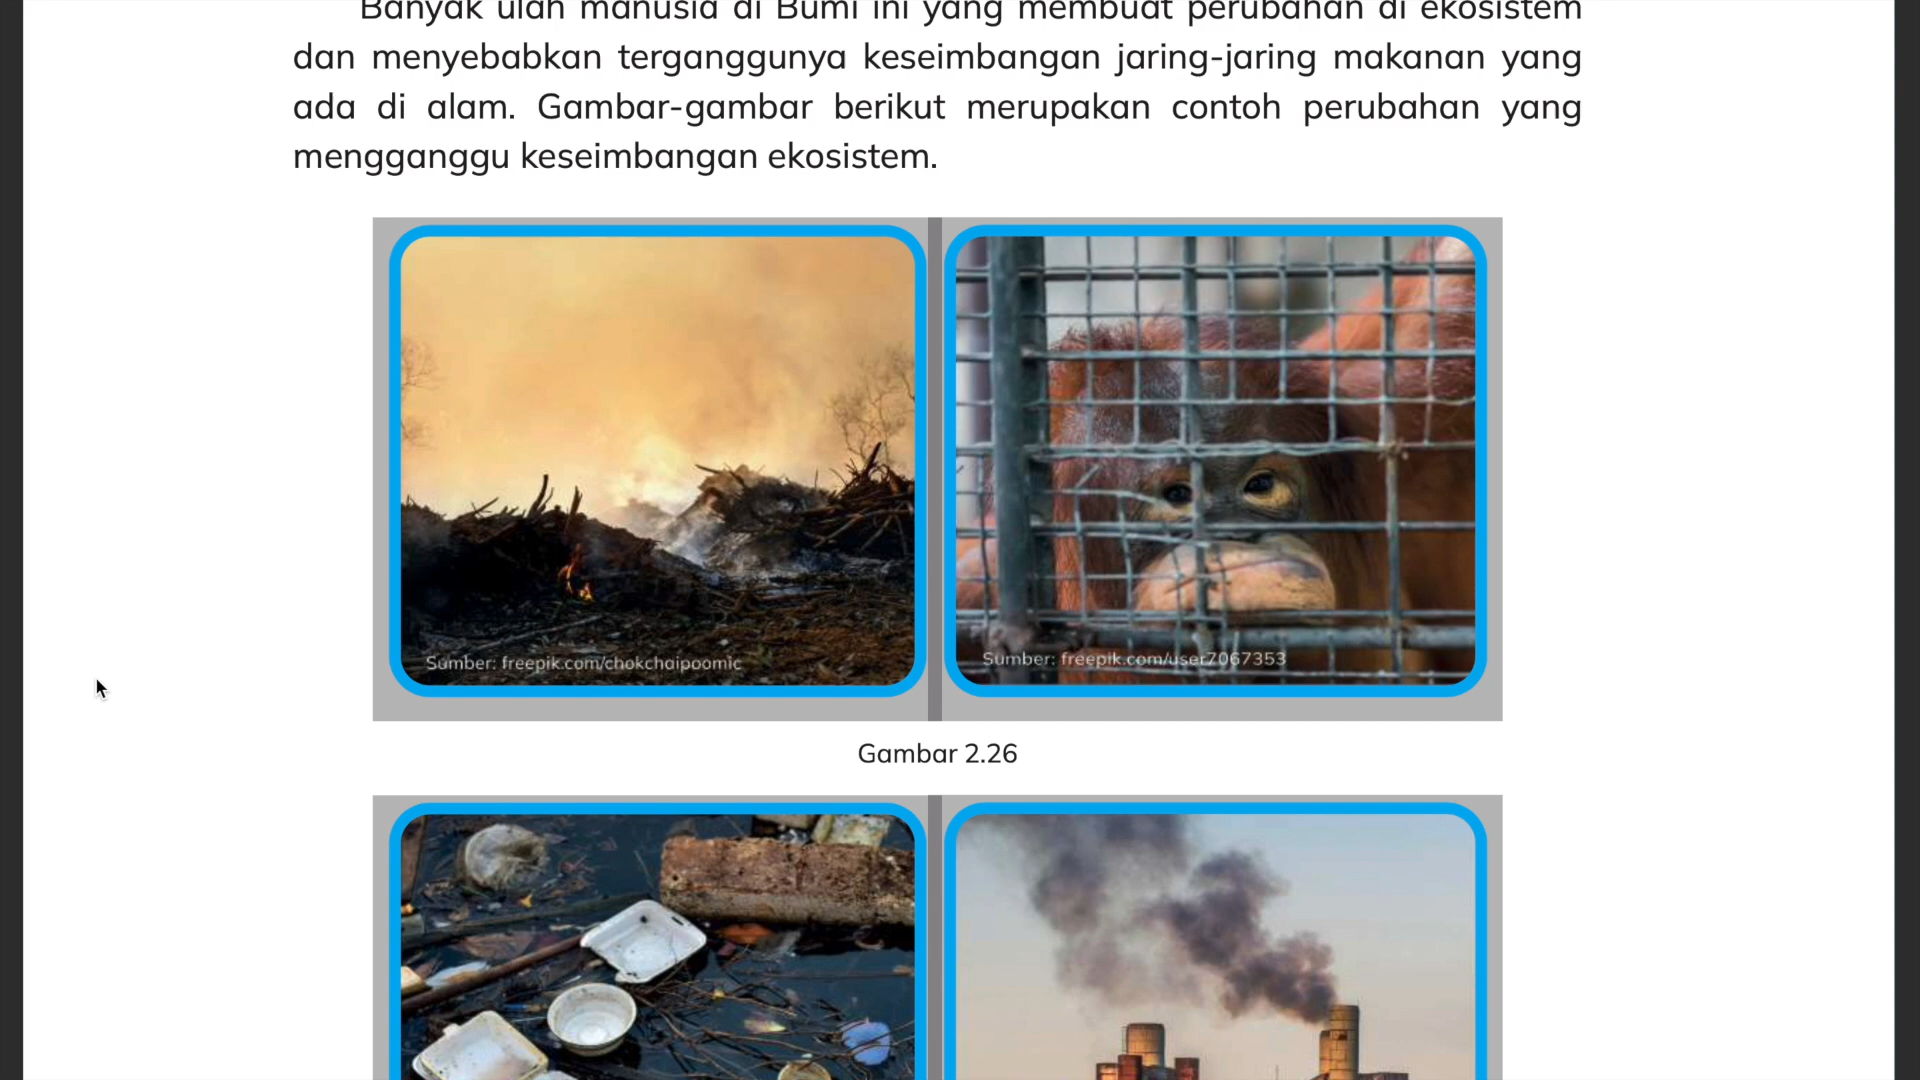 Banyak ulah manusia di Bumi ini yang membuat perubahan di ekosistem
dan menyebabkan terganggunya keseimbangan jaring-jaring makanan yang
ada di alam. Gambar-gambar berikut merupakan contoh perubahan yang
mengganggu keseimbangan ekosistem.
Sumber: freepik.com/chokchaipoomic
Sumber: freepik.com/user7067353
Gambar 2.26